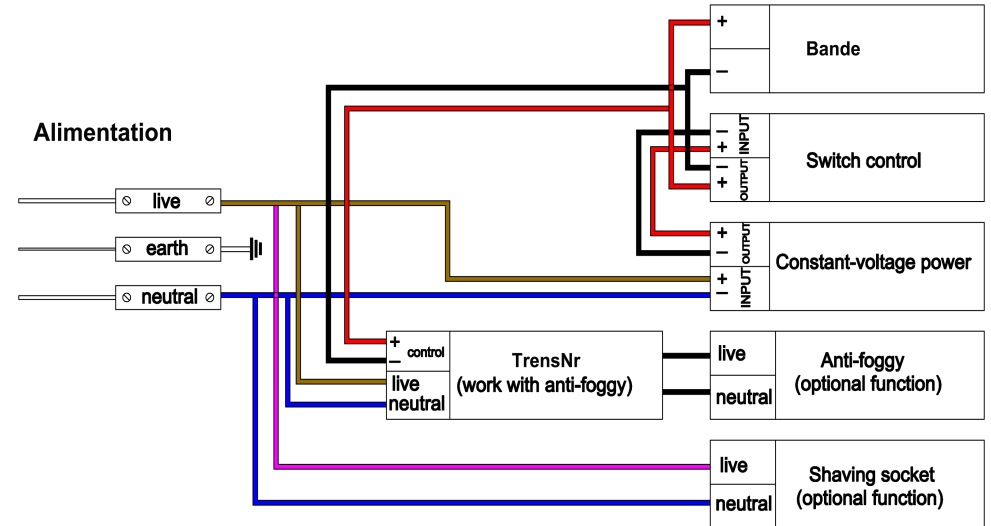 Alimentation
live
earth
neutral
+
−
Bande
−
+
INPUT
−
+
OUTPUT
Switch control
+
−
OUTPUT
+
−
INPUT
Constant-voltage power
+
−
control
live
neutral
TrensNr
(work with anti-foggy)
live
neutral
Anti-foggy
(optional function)
live
neutral
Shaving socket
(optional function)